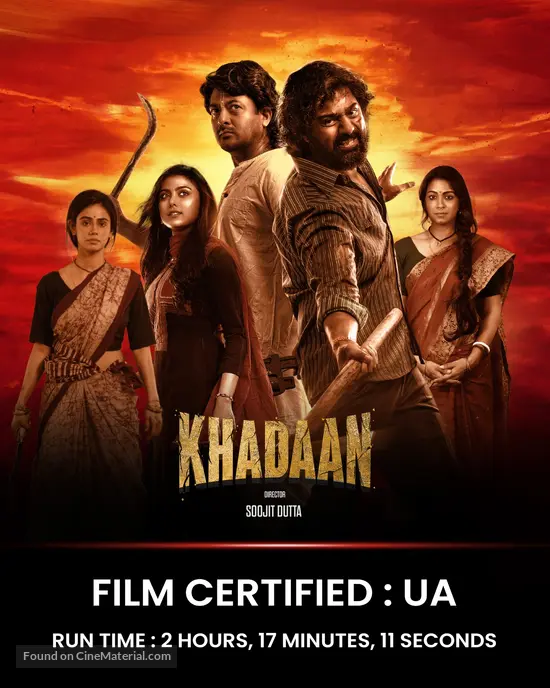 KHADAAN
DIRECTOR
SOOJIT DUTTA
FILM CERTIFIED : UA
RUN TIME : 2 HOURS, 17 MINUTES, 11 SECONDS
Found on CineMaterial.com